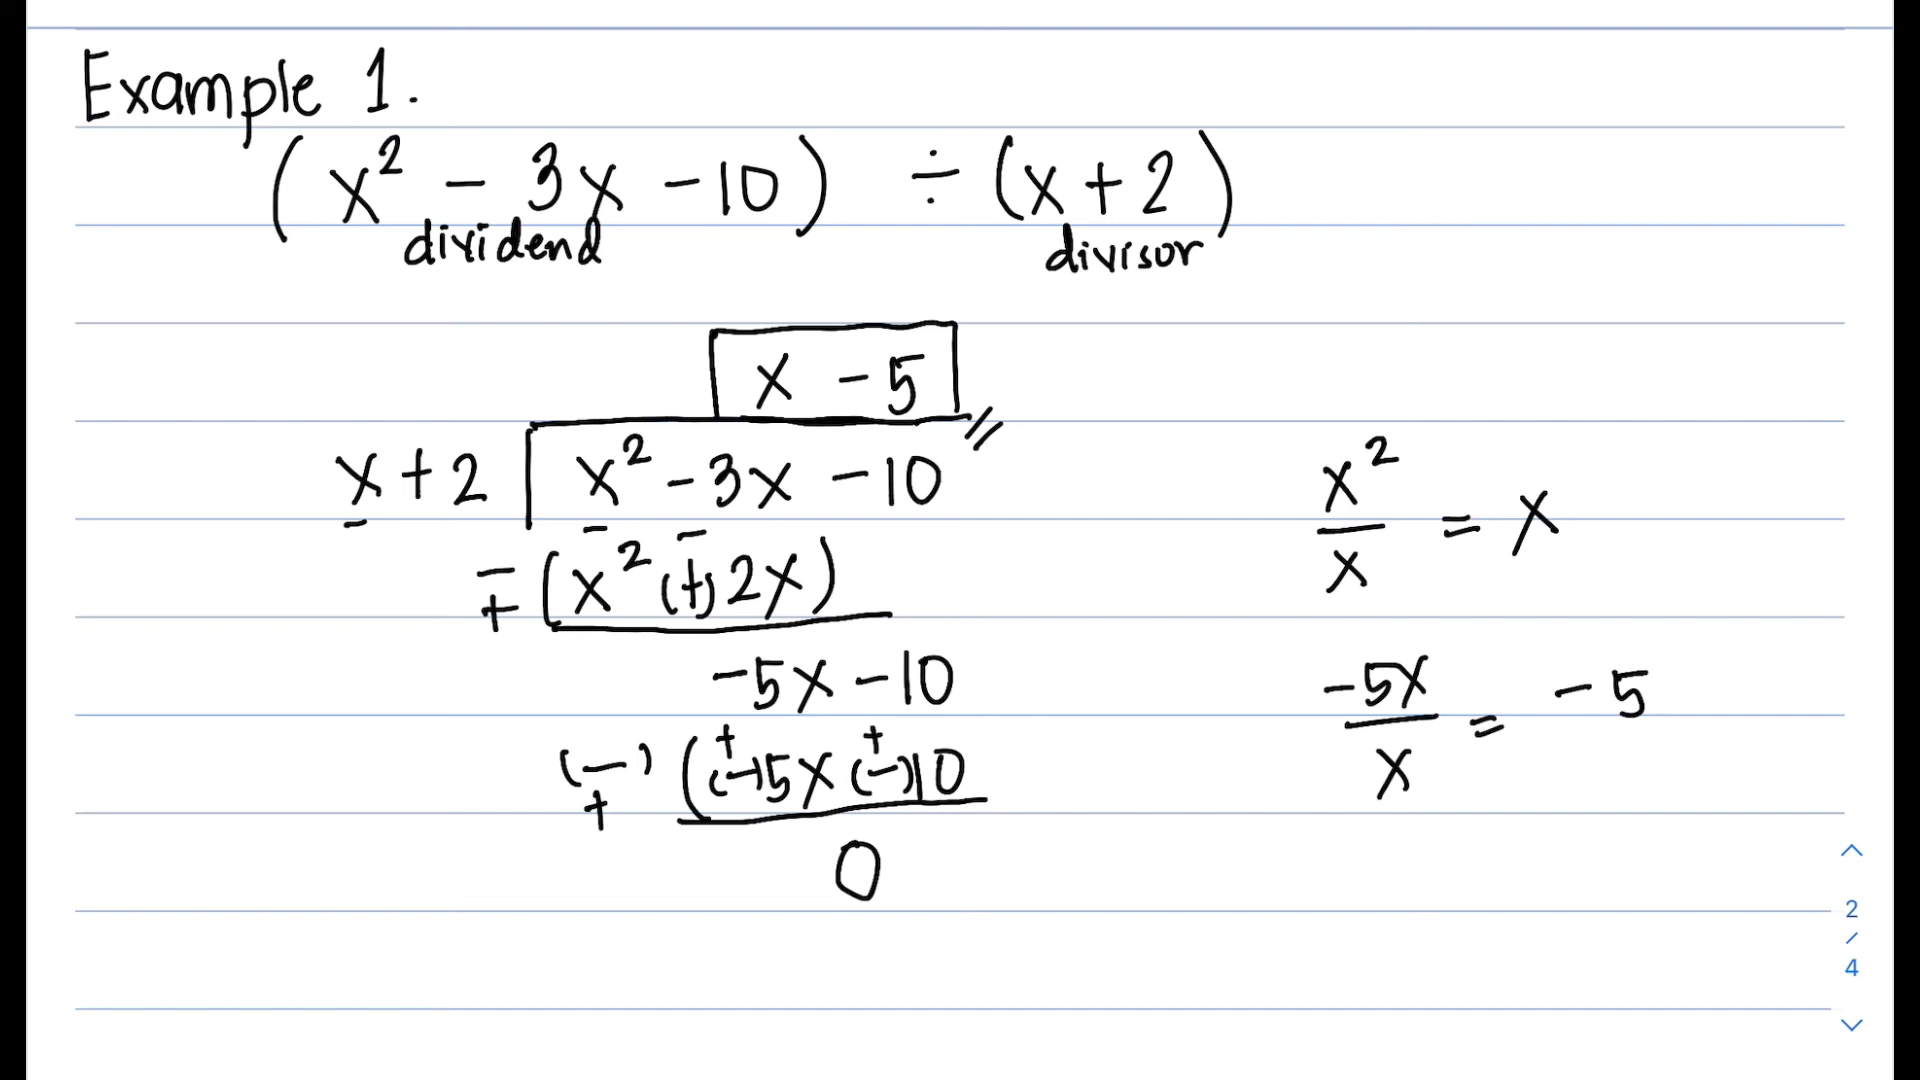 Example 1.
(x² - 3x - 10) ÷ (x + 2)
dividend divisor
x - 5
x + 2 x² - 3x - 10
- -
- (x² (+) 2x)
+
-5x - 10
+ +
(-) ((-)5x (-)10
+
0
x²/x = x
-5x/x = -5
2
/
4